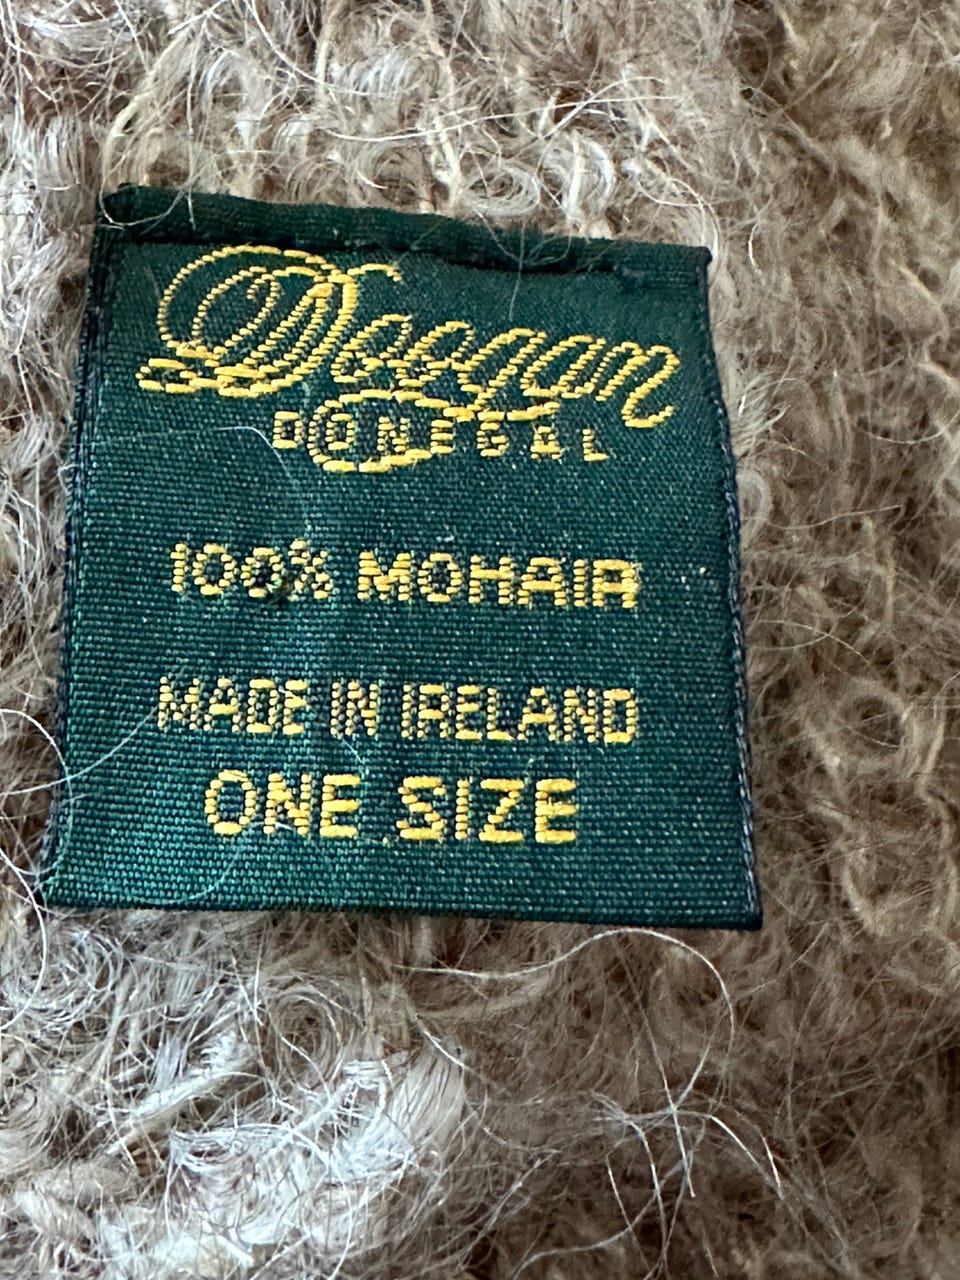 Doogan
DONEGAL
100% MOHAIR
MADE IN IRELAND
ONE SIZE